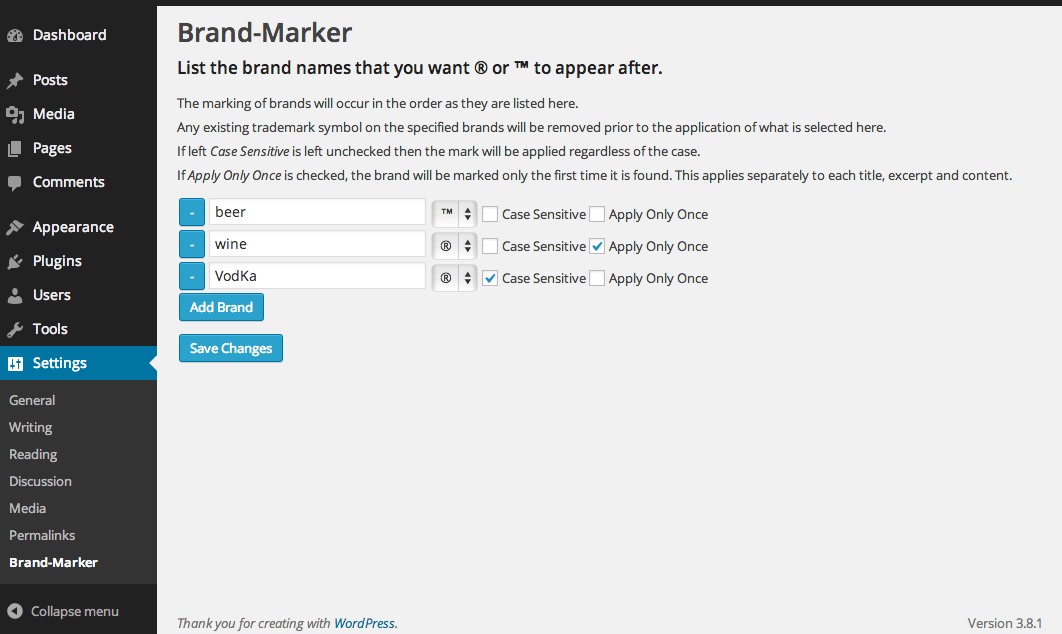 Dashboard
Posts
Media
Pages
Comments
Appearance
Plugins
Users
Tools
Settings
General
Writing
Reading
Discussion
Media
Permalinks
Brand-Marker
Collapse menu
Brand-Marker
List the brand names that you want ® or ™ to appear after.
The marking of brands will occur in the order as they are listed here.
Any existing trademark symbol on the specified brands will be removed prior to the application of what is selected here.
If left Case Sensitive is left unchecked then the mark will be applied regardless of the case.
If Apply Only Once is checked, the brand will be marked only the first time it is found. This applies separately to each title, excerpt and content.
- beer ™ Case Sensitive Apply Only Once
- wine ® Case Sensitive Apply Only Once
- VodKa ® Case Sensitive Apply Only Once
Add Brand
Save Changes
Thank you for creating with WordPress. Version 3.8.1